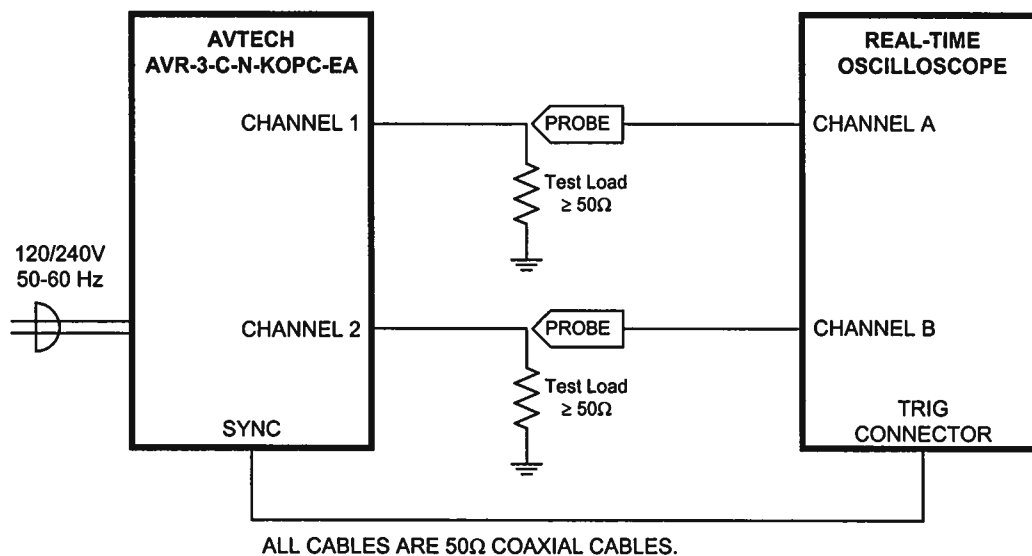 AVTECH
AVR-3-C-N-KOPC-EA
REAL-TIME
OSCILLOSCOPE
CHANNEL 1
PROBE
CHANNEL A
Test Load
≥ 50Ω
120/240V
50-60 Hz
CHANNEL 2
PROBE
CHANNEL B
Test Load
≥ 50Ω
SYNC
TRIG
CONNECTOR
ALL CABLES ARE 50Ω COAXIAL CABLES.